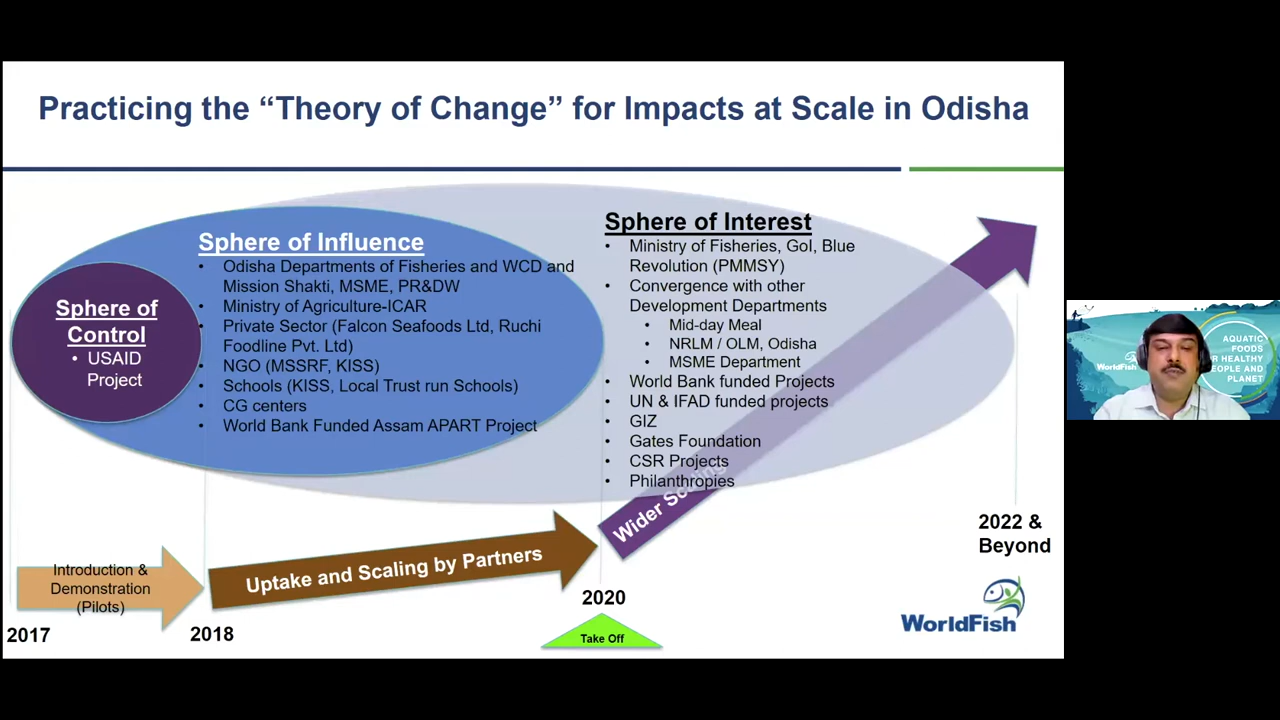 Practicing the “Theory of Change” for Impacts at Scale in Odisha
Sphere of Control
• USAID
Project
Sphere of Influence
• Odisha Departments of Fisheries and WCD and
Mission Shakti, MSME, PR&DW
• Ministry of Agriculture-ICAR
• Private Sector (Falcon Seafoods Ltd, Ruchi
Foodline Pvt. Ltd)
• NGO (MSSRF, KISS)
• Schools (KISS, Local Trust run Schools)
• CG centers
• World Bank Funded Assam APART Project
Sphere of Interest
• Ministry of Fisheries, GoI, Blue
Revolution (PMMSY)
• Convergence with other
Development Departments
• Mid-day Meal
• NRLM / OLM, Odisha
• MSME Department
• World Bank funded Projects
• UN & IFAD funded projects
• GIZ
• Gates Foundation
• CSR Projects
• Philanthropies
Introduction &
Demonstration
(Pilots)
Uptake and Scaling by Partners
Wider
2017
2018
2020
Take Off
2022 &
Beyond
WorldFish
WorldFish
AQUATIC
FOODS
HEALTHY
AND
PLANET